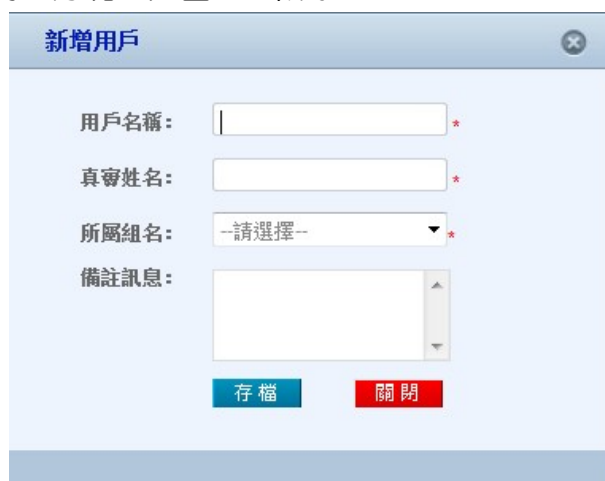 新增用戶
用戶名稱: *
真實姓名: *
所屬組名: --請選擇-- *
備註訊息:
存檔 關閉